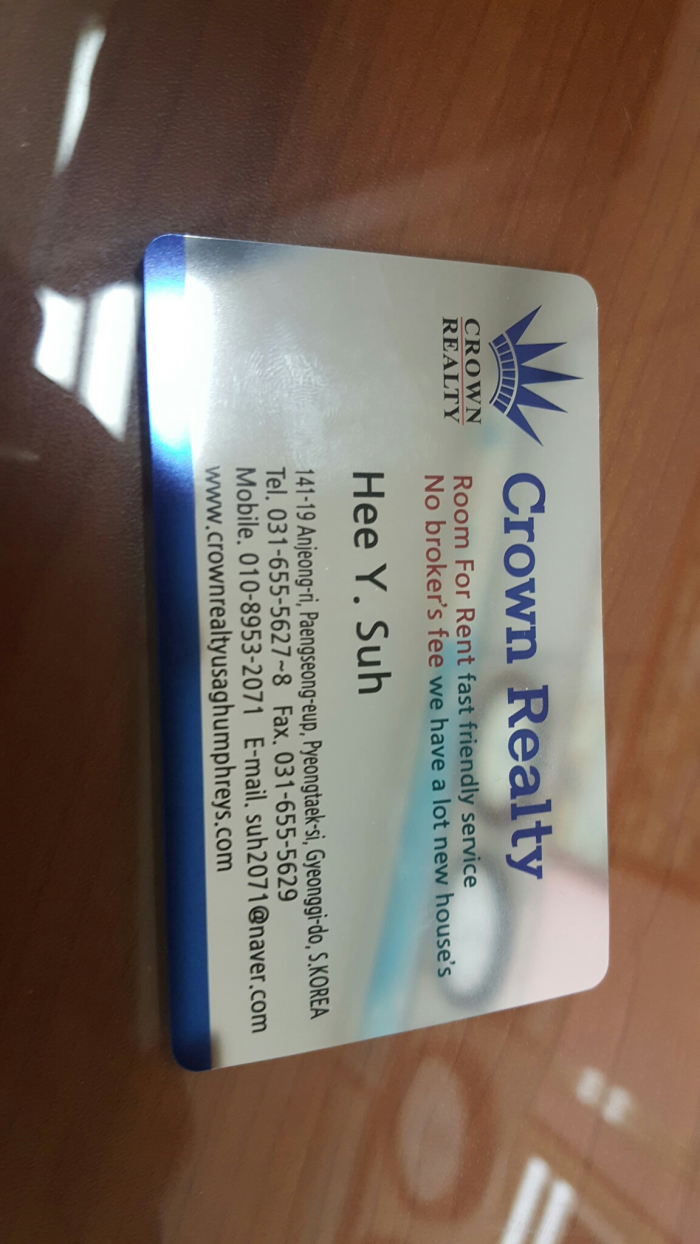 CROWN
REALTY
Crown Realty
Room For Rent fast friendly service
No broker's fee we have a lot new house's
Hee Y. Suh
141-19 Anjeong-ri, Paengseong-eup, Pyeongtaek-si, Gyeonggi-do, S.KOREA
Tel. 031-655-5627~8 Fax. 031-655-5629
Mobile. 010-8953-2071 E-mail. suh2071@naver.com
www.crownrealtyusaghumphreys.com